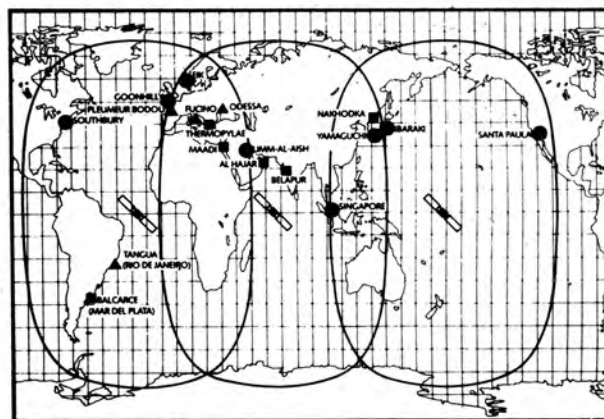 EIK
GOONHILLY
PLEUMEUR BODOU
SOUTHBURY
FUCINO
ODESSA
THERMOPYLAE
MAADI
UMM-AL-AISH
AL HAJAR
BELAPUR
NAKHODKA
YAMAGUCHI
IBARAKI
SANTA PAULA
SINGAPORE
TANGUA
(RIO DE JANEIRO)
BALCARCE
(MAR DEL PLATA)